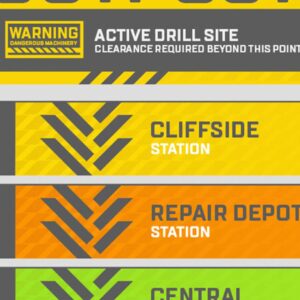 WARNING
DANGEROUS MACHINERY
ACTIVE DRILL SITE
CLEARANCE REQUIRED BEYOND THIS POINT
CLIFFSIDE
STATION
REPAIR DEPOT
STATION
CENTRAL